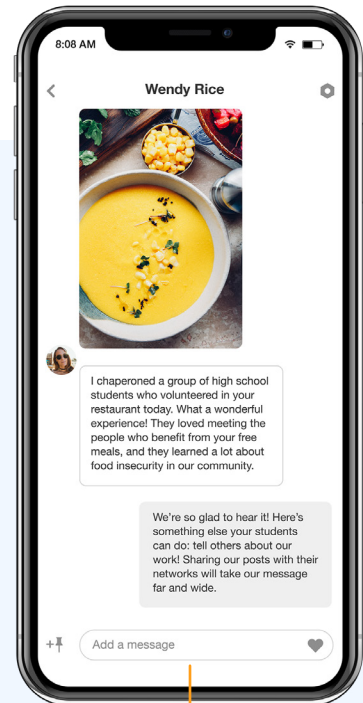 8:08 AM
Wendy Rice
I chaperoned a group of high school
students who volunteered in your
restaurant today. What a wonderful
experience! They loved meeting the
people who benefit from your free
meals, and they learned a lot about
food insecurity in our community.
We're so glad to hear it! Here's
something else your students
can do: tell others about our
work! Sharing our posts with their
networks will take our message
far and wide.
Add a message